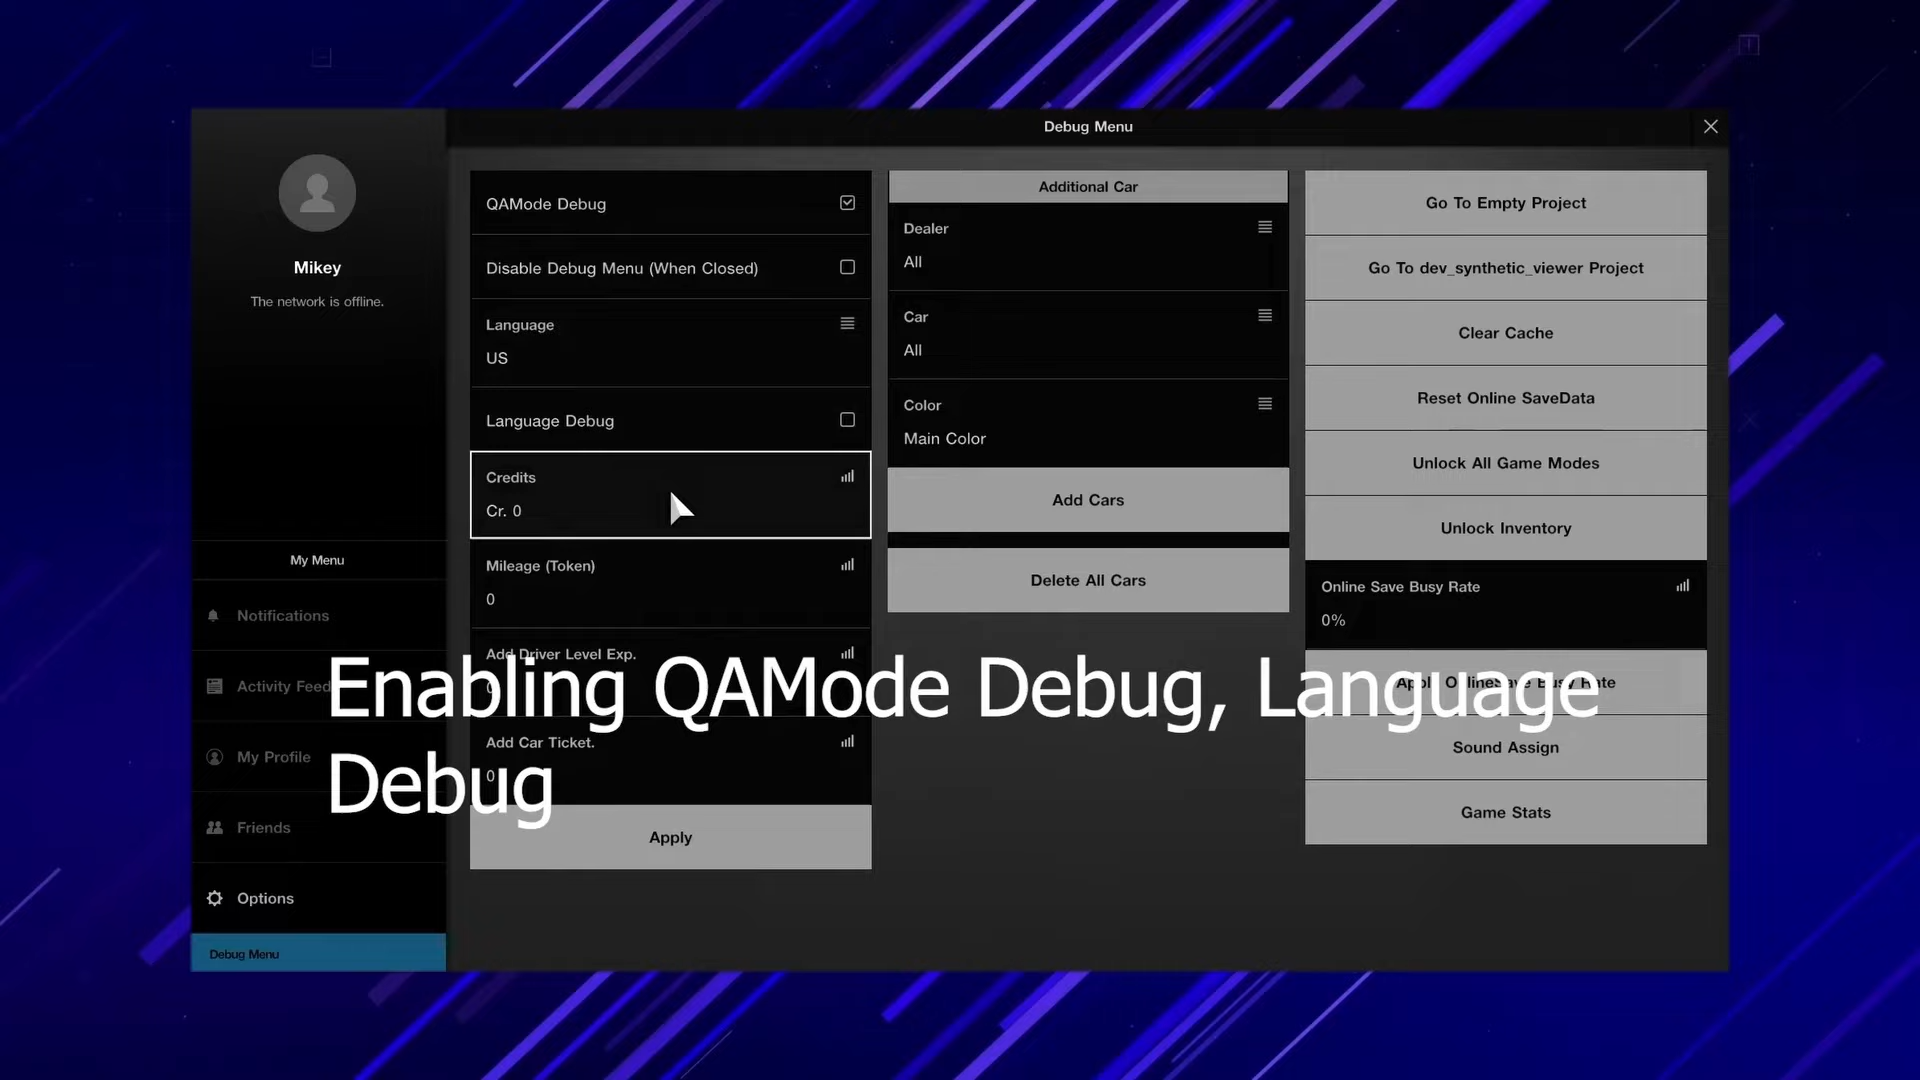 Debug Menu
Mikey
The network is offline.
My Menu
Notifications
Activity Feed
My Profile
Friends
Options
Debug Menu
QAMode Debug
Disable Debug Menu (When Closed)
Language
US
Language Debug
Credits
Cr. 0
Mileage (Token)
0
Add Driver Level Exp.
Add Car Ticket.
0
Apply
Additional Car
Dealer
All
Car
All
Color
Main Color
Add Cars
Delete All Cars
Go To Empty Project
Go To dev_synthetic_viewer Project
Clear Cache
Reset Online SaveData
Unlock All Game Modes
Unlock Inventory
Online Save Busy Rate
0%
Apply OnlineSave Busy Rate
Sound Assign
Game Stats
Enabling QAMode Debug, Language
Debug